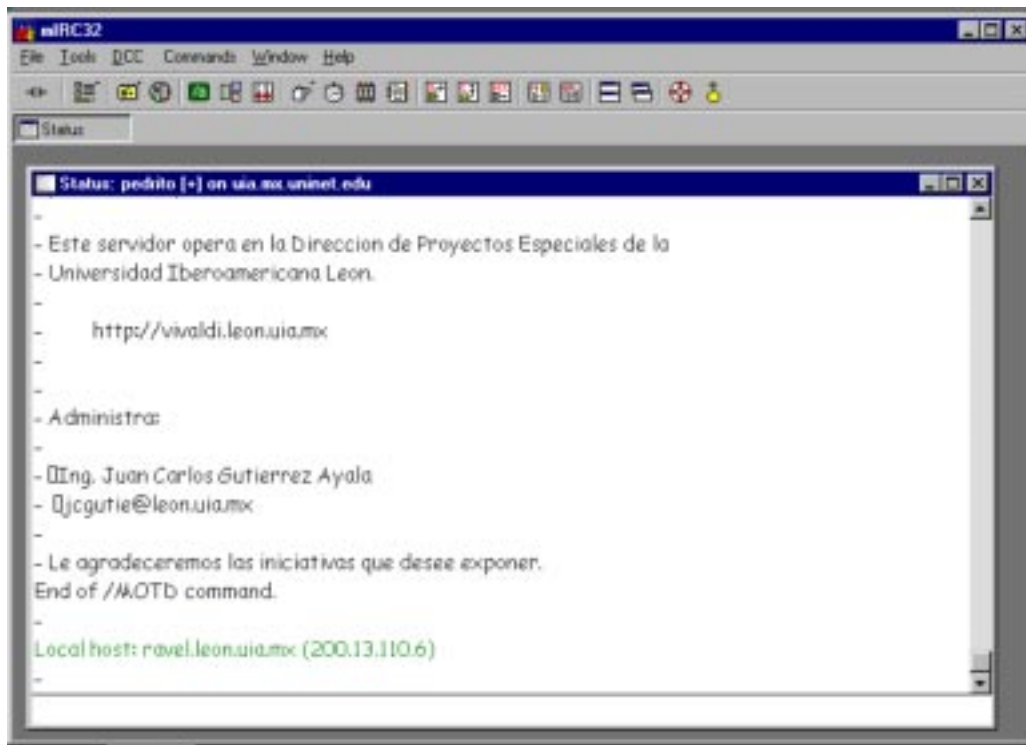 mIRC32
File Tools DCC Commands Window Help
Status
Status: pedrito [+] on uia.mx.uninet.edu
-
- Este servidor opera en la Direccion de Proyectos Especiales de la
- Universidad Iberoamericana Leon.
-
- http://vivaldi.leon.uia.mx
-
-
- Administra:
-
- Ing. Juan Carlos Gutierrez Ayala
- jcgutie@leon.uia.mx
-
- Le agradeceremos las iniciativas que desee exponer.
End of /MOTD command.
-
Local host: ravel.leon.uia.mx (200.13.110.6)
-